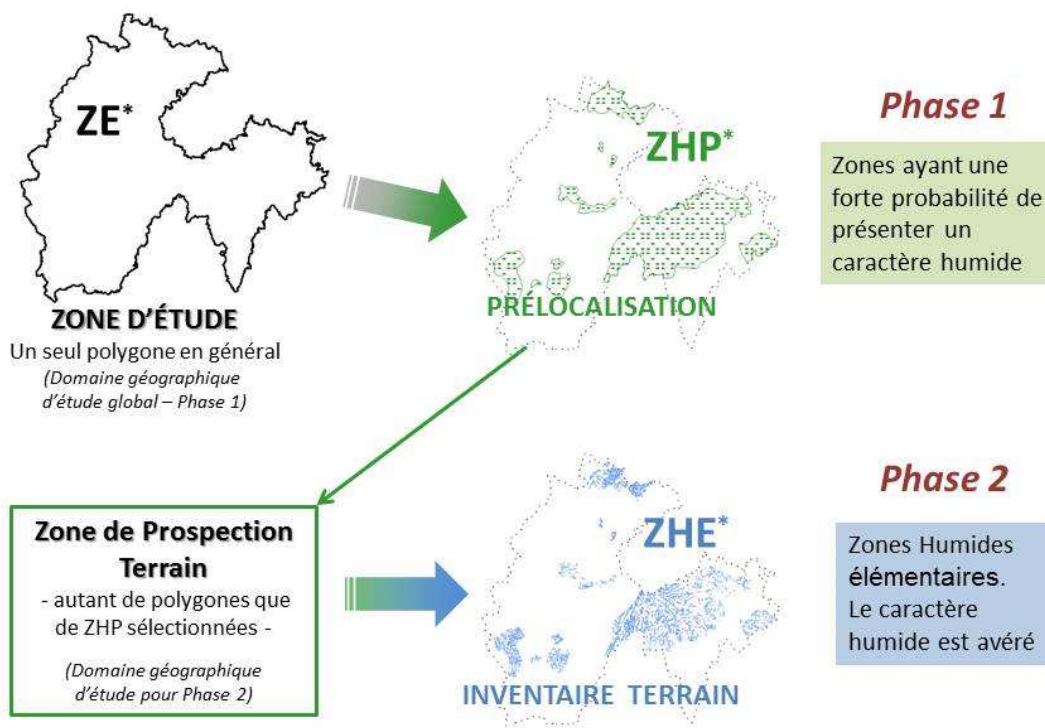 ZE*
ZONE D'ÉTUDE
Un seul polygone en général
(Domaine géographique
d'étude global – Phase 1)
ZHP*
PRÉLOCALISATION
Phase 1
Zones ayant une
forte probabilité de
présenter un
caractère humide
Zone de Prospection
Terrain
- autant de polygones que
de ZHP sélectionnées -
(Domaine géographique
d'étude pour Phase 2)
ZHE*
INVENTAIRE TERRAIN
Phase 2
Zones Humides
élémentaires.
Le caractère
humide est avéré